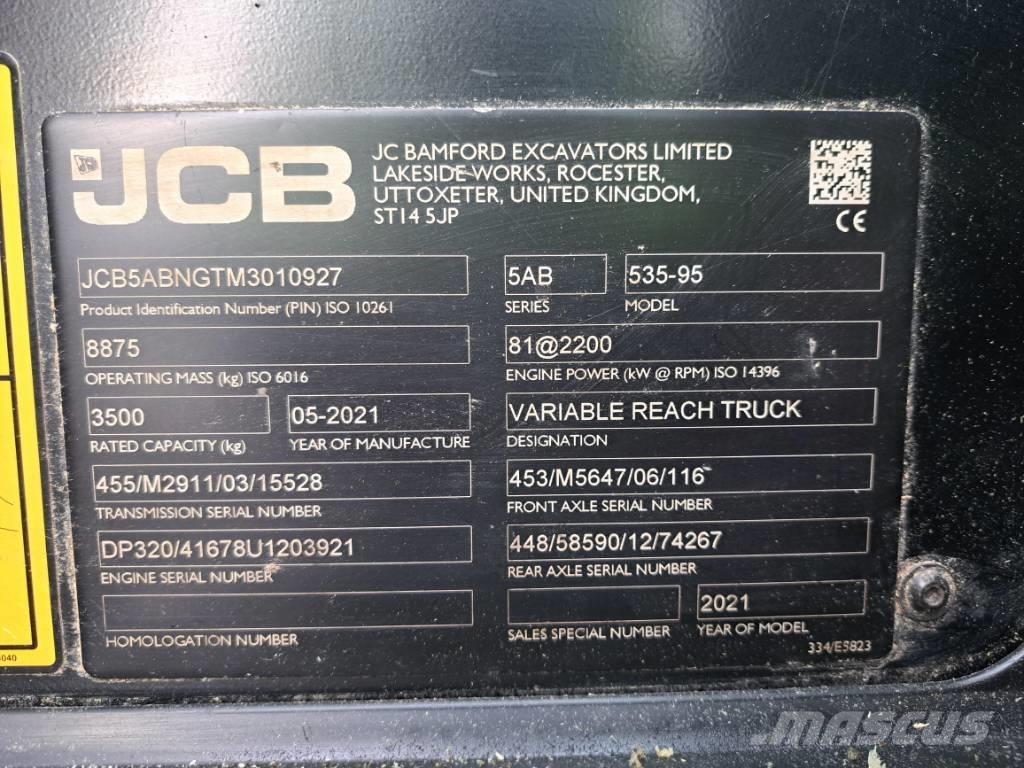 JCB
JC BAMFORD EXCAVATORS LIMITED
LAKESIDE WORKS, ROCESTER,
UTTOXETER, UNITED KINGDOM,
ST14 5JP
CE
JCB5ABNGTM3010927
Product Identification Number (PIN) ISO 10261
5AB
SERIES
535-95
MODEL
8875
OPERATING MASS (kg) ISO 6016
81@2200
ENGINE POWER (kW @ RPM) ISO 14396
3500
RATED CAPACITY (kg)
05-2021
YEAR OF MANUFACTURE
VARIABLE REACH TRUCK
DESIGNATION
455/M2911/03/15528
TRANSMISSION SERIAL NUMBER
453/M5647/06/116
FRONT AXLE SERIAL NUMBER
DP320/41678U1203921
ENGINE SERIAL NUMBER
448/58590/12/74267
REAR AXLE SERIAL NUMBER
HOMOLOGATION NUMBER
SALES SPECIAL NUMBER
2021
YEAR OF MODEL
334/E5823
MASCUS